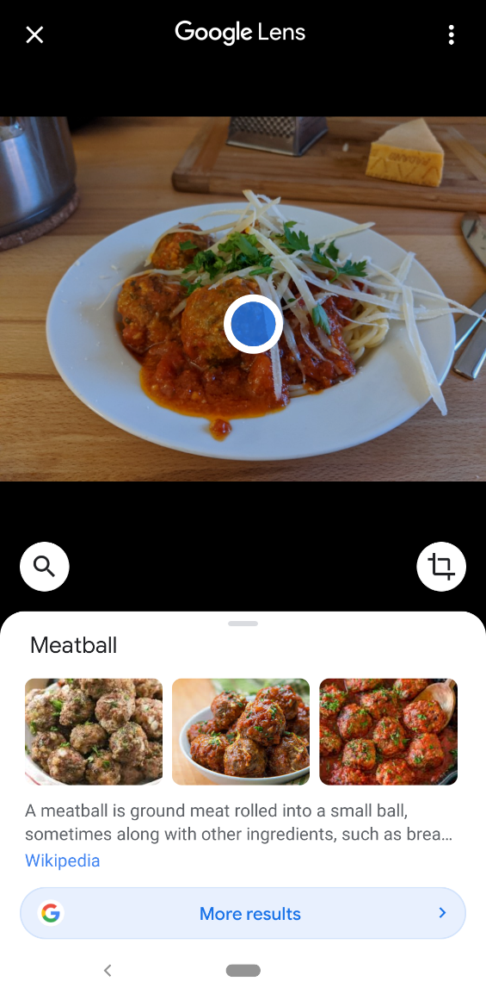 Google Lens
Meatball
A meatball is ground meat rolled into a small ball,
sometimes along with other ingredients, such as brea...
Wikipedia
More results